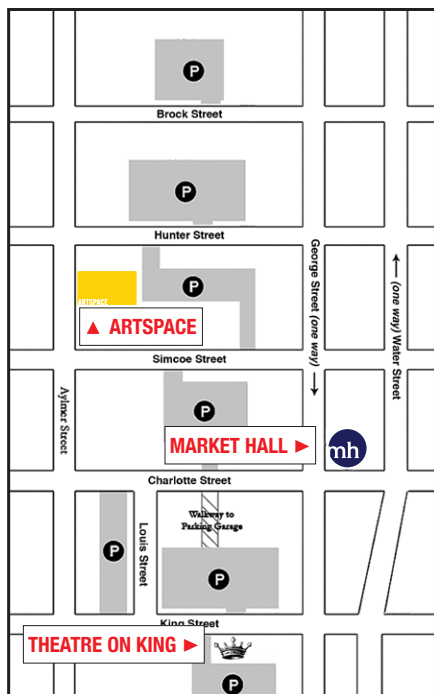 P
Brock Street
P
Hunter Street
George Street (one way)
(one way) Water Street
P
ARTSPACE
▲ ARTSPACE
Simcoe Street
Aylmer Street
P
MARKET HALL ►
mh
Charlotte Street
Walkway to
Parking Garage
Louis Street
P
P
King Street
THEATRE ON KING ►
P